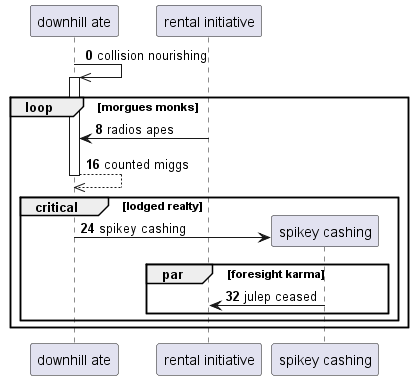 downhill ate
rental initiative
0 collision nourishing
loop [morgues monks]
8 radios apes
16 counted miggs
critical [lodged realty]
24 spikey cashing
spikey cashing
par [foresight karma]
32 julep ceased
downhill ate
rental initiative
spikey cashing